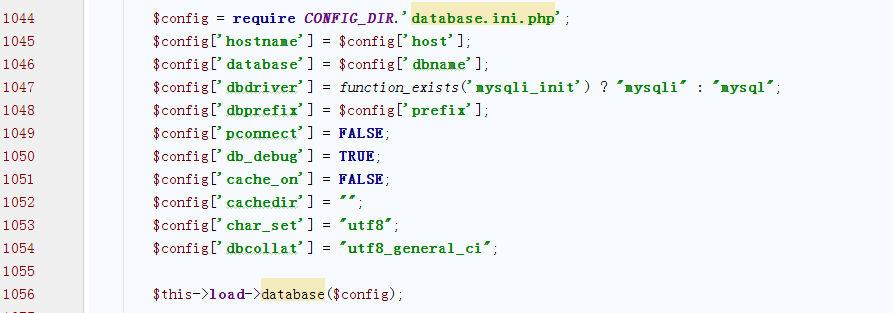 1044 $config = require CONFIG_DIR.'database.ini.php';
1045 $config['hostname'] = $config['host'];
1046 $config['database'] = $config['dbname'];
1047 $config['dbdriver'] = function_exists('mysqli_init') ? "mysqli" : "mysql";
1048 $config['dbprefix'] = $config['prefix'];
1049 $config['pconnect'] = FALSE;
1050 $config['db_debug'] = TRUE;
1051 $config['cache_on'] = FALSE;
1052 $config['cachedir'] = "";
1053 $config['char_set'] = "utf8";
1054 $config['dbcollat'] = "utf8_general_ci";
1055
1056 $this->load->database($config);